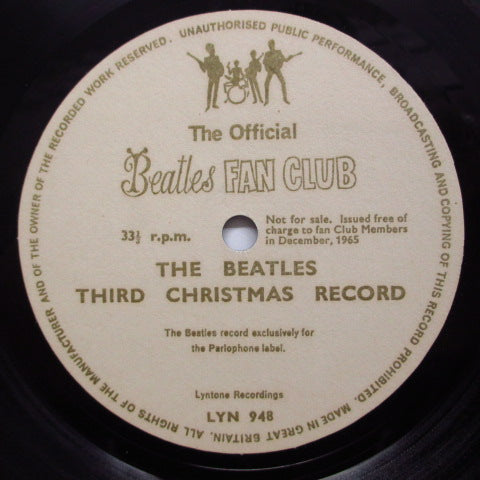 ALL RIGHTS OF THE MANUFACTURER AND OF THE OWNER OF THE RECORDED WORK RESERVED. UNAUTHORISED PUBLIC PERFORMANCE, BROADCASTING AND COPYING OF THIS RECORD PROHIBITED. MADE IN GREAT BRITAIN.
The Official
Beatles FAN CLUB
33⅓ r.p.m.
Not for sale. Issued free of
charge to fan Club Members
in December, 1965
THE BEATLES
THIRD CHRISTMAS RECORD
The Beatles record exclusively for
the Parlophone label.
Lyntone Recordings
LYN 948